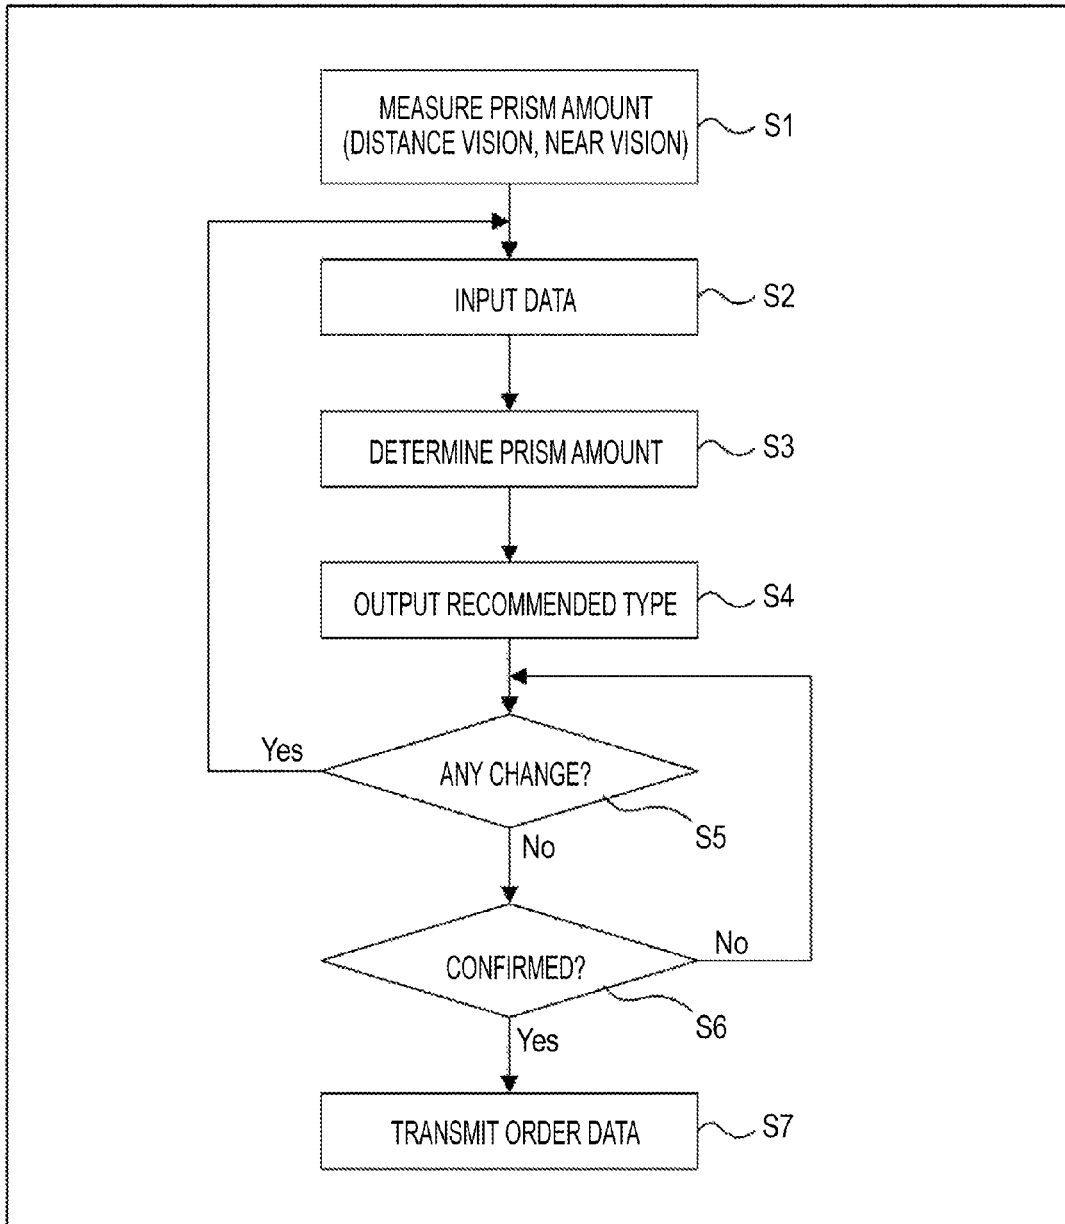 MEASURE PRISM AMOUNT
(DISTANCE VISION, NEAR VISION)
S1
INPUT DATA
S2
DETERMINE PRISM AMOUNT
S3
OUTPUT RECOMMENDED TYPE
S4
Yes
ANY CHANGE?
S5
No
CONFIRMED?
No
S6
Yes
TRANSMIT ORDER DATA
S7